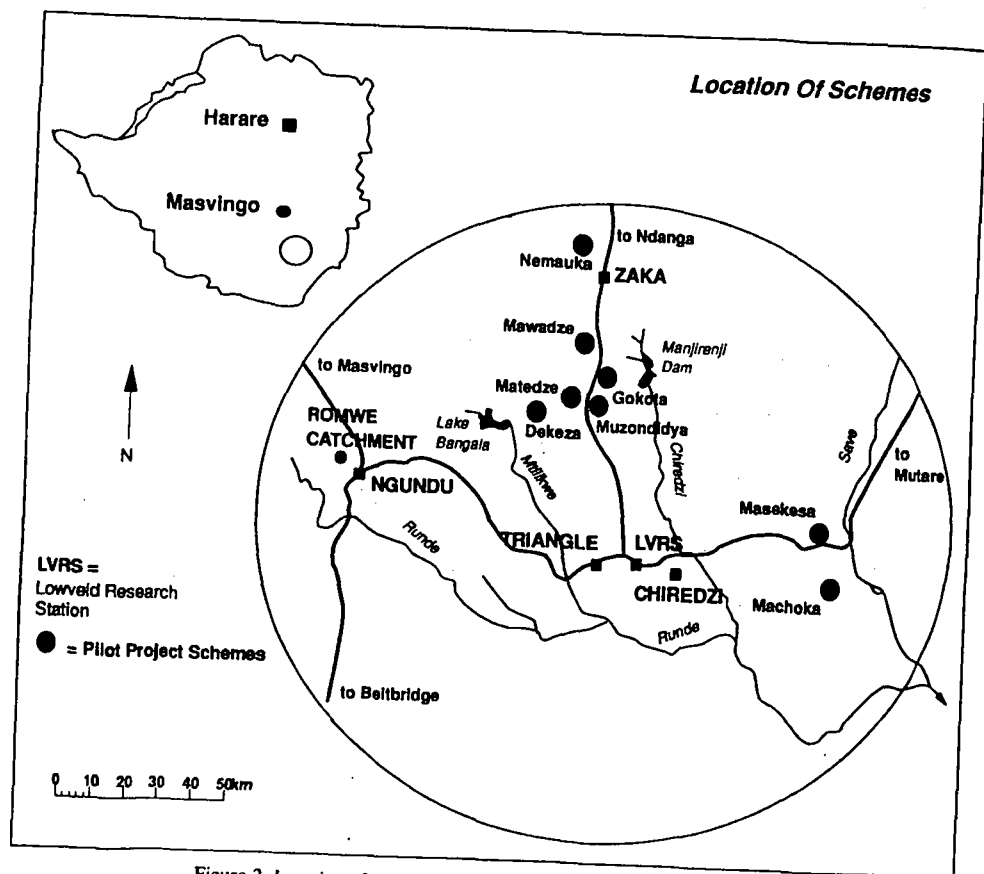 Location Of Schemes
Harare
Masvingo
to Ndanga
Nemauka
ZAKA
Mawadze
Manjirenji
Dam
to Masvingo
Matedze
Gokota
ROMWE
CATCHMENT
Lake
Bangala
Dekeza
Muzondidya
Save
to
Mutare
N
NGUNDU
Mtilikwe
Chiredzi
Masekesa
Runde
TRIANGLE
LVRS
LVRS =
Lowveld Research
Station
CHIREDZI
Machoka
Runde
= Pilot Project Schemes
to Beitbridge
0 10 20 30 40 50km